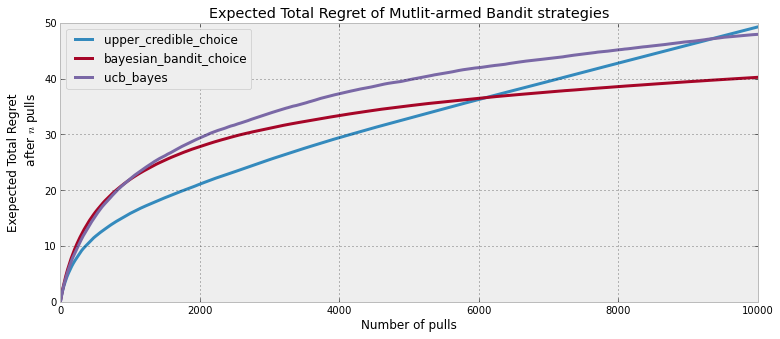 Expected Total Regret of Mutlit-armed Bandit strategies
upper_credible_choice
bayesian_bandit_choice
ucb_bayes
Exepected Total Regret
after n pulls
50
40
30
20
10
0
0 2000 4000 6000 8000 10000
Number of pulls